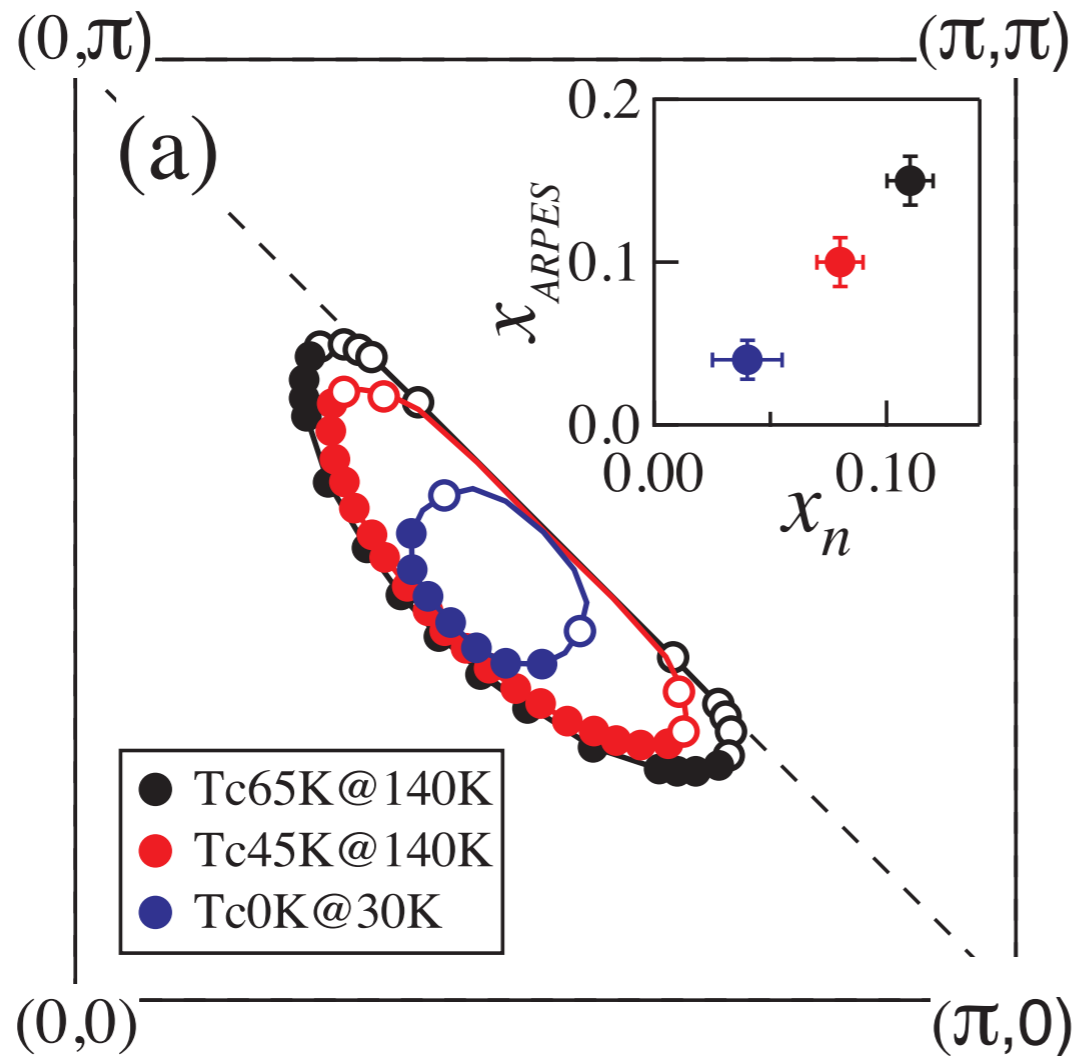 (0,π)
(π,π)
(a)
0.2
0.1
0.0
x_ARPES
0.00
0.10
x_n
Tc65K@140K
Tc45K@140K
Tc0K@30K
(0,0)
(π,0)